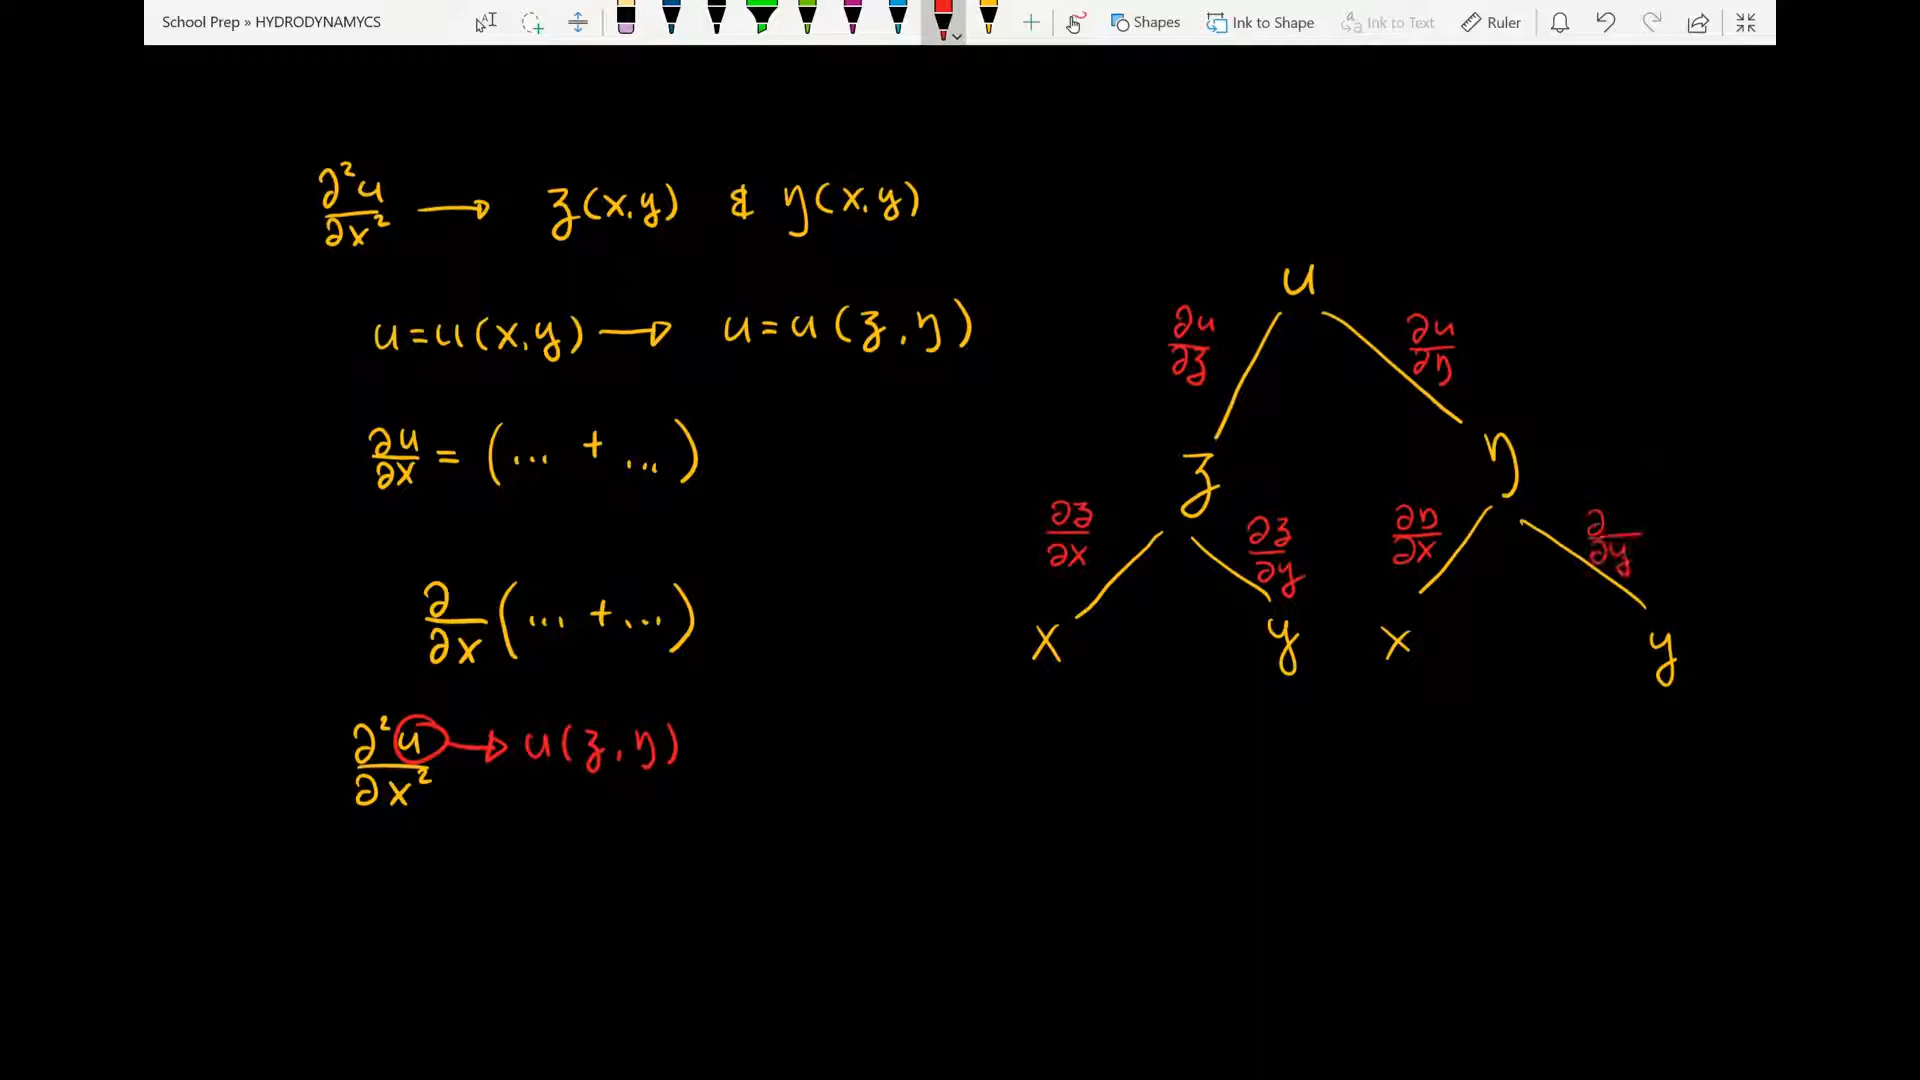 School Prep » HYDRODYNAMYCS
Shapes
Ink to Shape
Ink to Text
Ruler
∂²u/∂x² → ξ(x,y) & η(x,y)
u=u(x,y) → u=u(ξ,η)
∂u/∂x = (... + ...)
∂/∂x (... + ...)
∂²u/∂x² → u(ξ,η)
u
∂u/∂ξ ∂u/∂η
ξ η
∂ξ/∂x ∂ξ/∂y ∂η/∂x ∂/∂y
x y x y